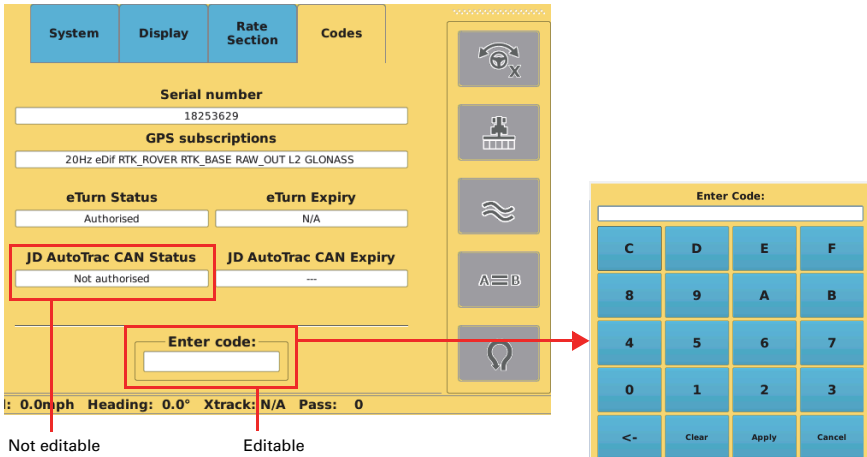 System
Display
Rate
Section
Codes
Serial number
18253629
GPS subscriptions
20Hz eDif RTK_ROVER RTK_BASE RAW_OUT L2 GLONASS
eTurn Status eTurn Expiry
Authorised N/A
JD AutoTrac CAN Status JD AutoTrac CAN Expiry
Not authorised ---
Enter code:
: 0.0mph Heading: 0.0° Xtrack: N/A Pass: 0
Not editable Editable
X
A=B
Enter Code:
C D E F
8 9 A B
4 5 6 7
0 1 2 3
<- Clear Apply Cancel